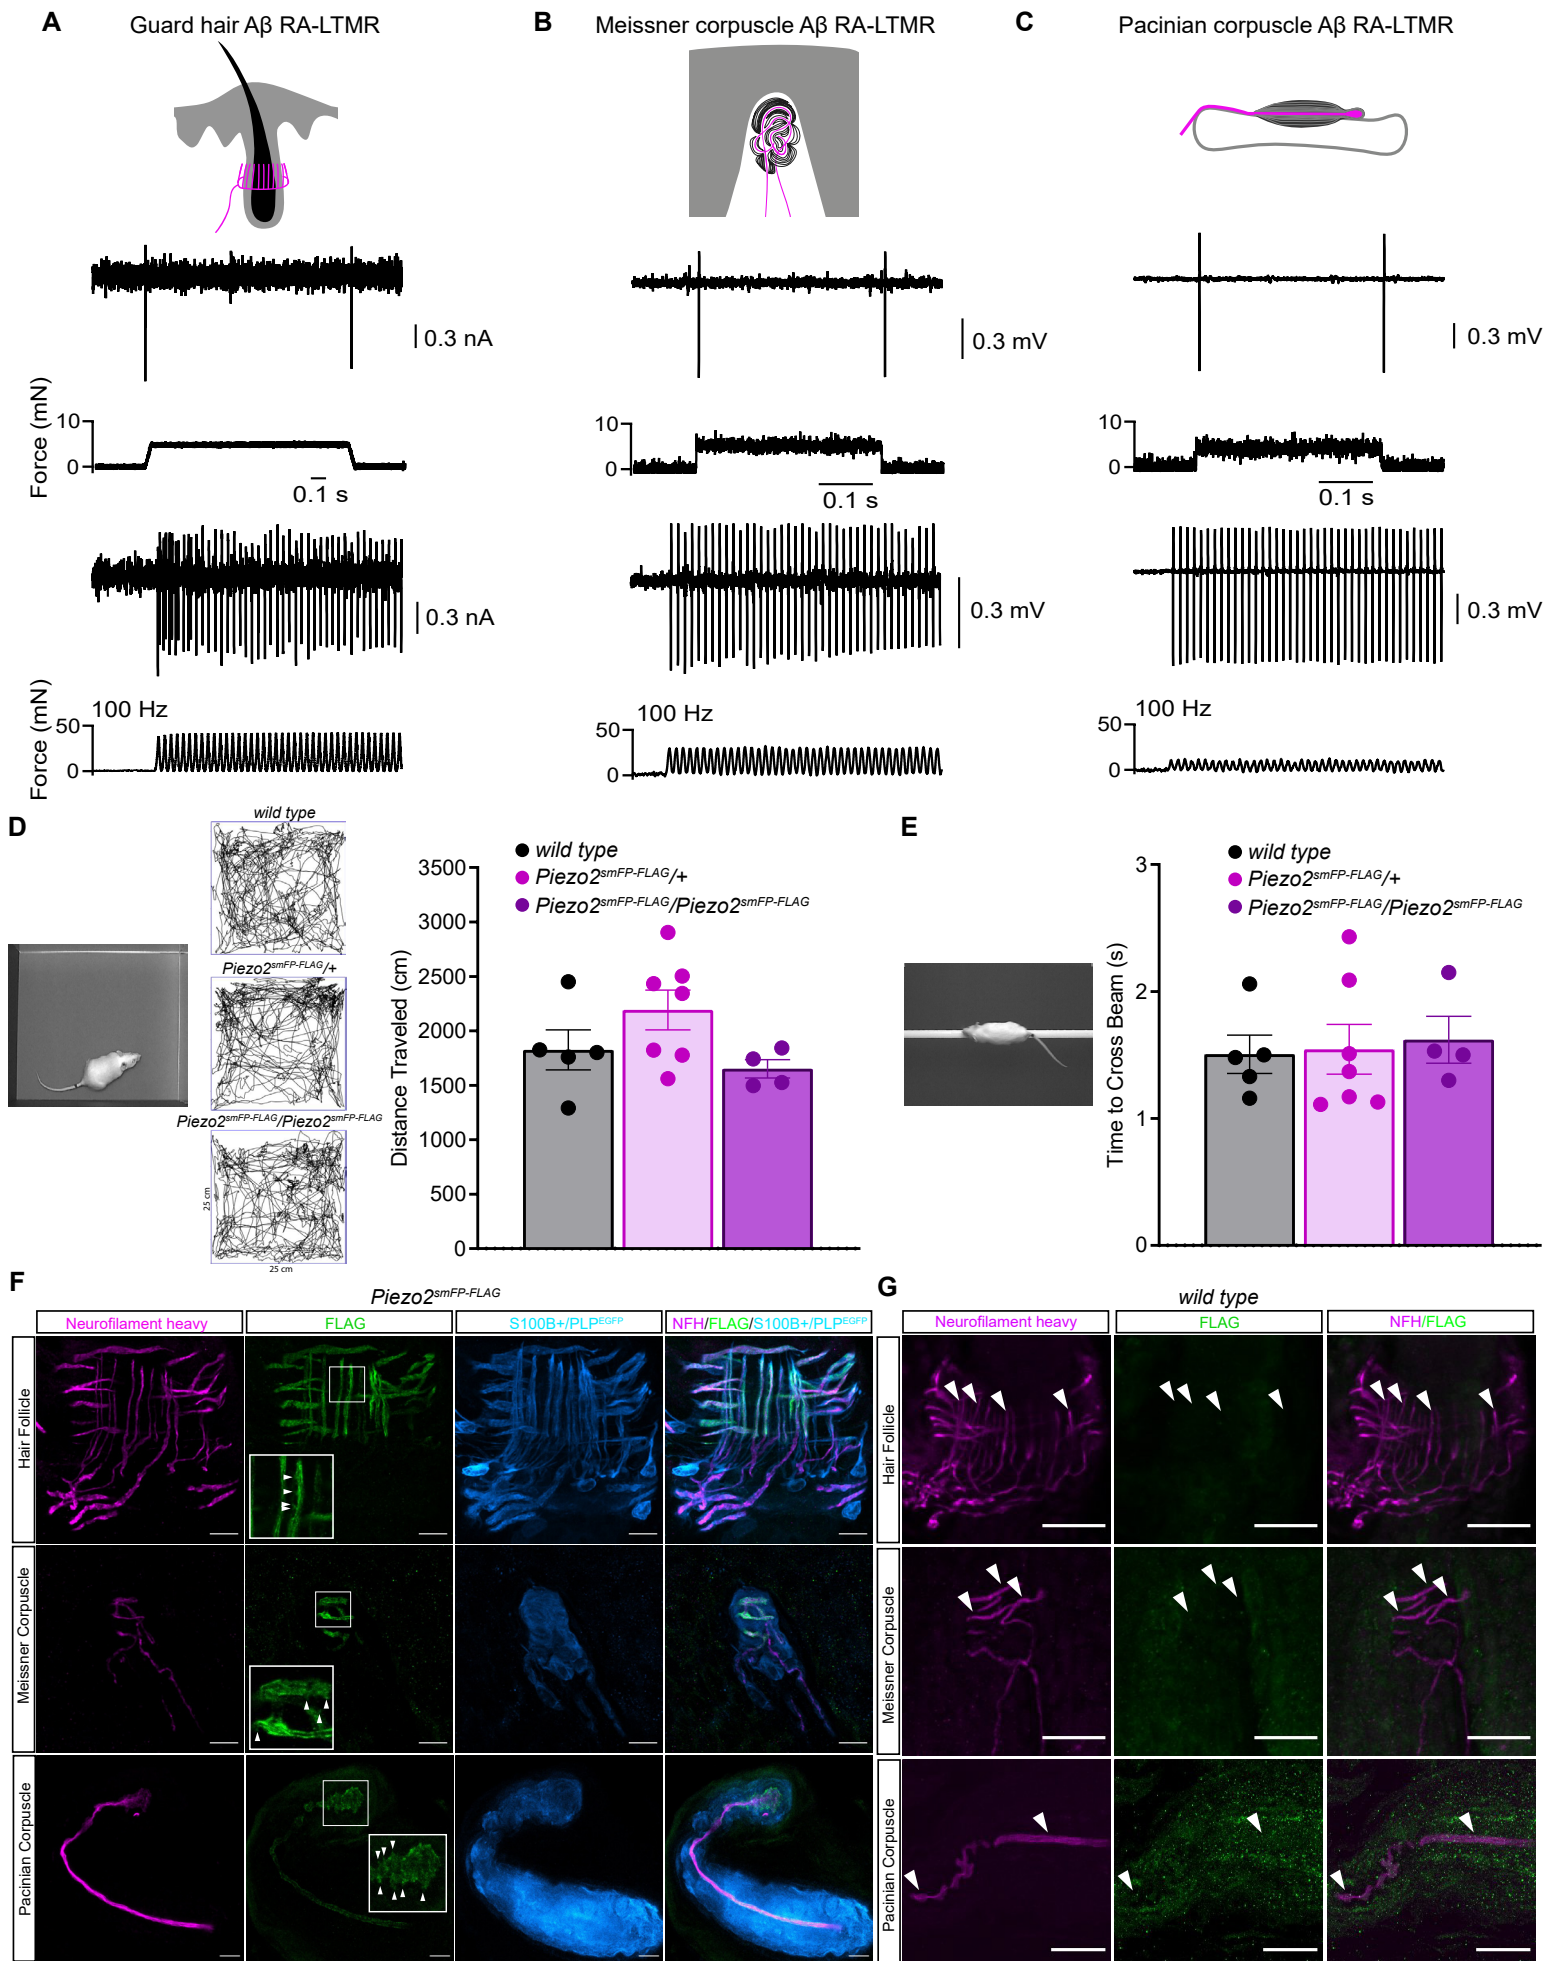 A Guard hair Aβ RA-LTMR
B Meissner corpuscle Aβ RA-LTMR
C Pacinian corpuscle Aβ RA-LTMR
0.3 nA
0.3 mV
0.3 mV
Force (mN)
10
0
0.1 s
10
0
0.1 s
10
0
0.1 s
0.3 nA
0.3 mV
0.3 mV
Force (mN)
100 Hz
50
0
100 Hz
50
0
100 Hz
50
0
D
wild type
Piezo2smFP-FLAG/+
Piezo2smFP-FLAG/Piezo2smFP-FLAG
25 cm
25 cm
Distance Traveled (cm)
3500
3000
2500
2000
1500
1000
500
0
wild type
Piezo2smFP-FLAG/+
Piezo2smFP-FLAG/Piezo2smFP-FLAG
E
Time to Cross Beam (s)
3
2
1
0
wild type
Piezo2smFP-FLAG/+
Piezo2smFP-FLAG/Piezo2smFP-FLAG
F
Piezo2smFP-FLAG
Neurofilament heavy
FLAG
S100B+/PLPEGFP
NFH/FLAG/S100B+/PLPEGFP
Hair Follicle
Meissner Corpuscle
Pacinian Corpuscle
G
wild type
Neurofilament heavy
FLAG
NFH/FLAG
Hair Follicle
Meissner Corpuscle
Pacinian Corpuscle